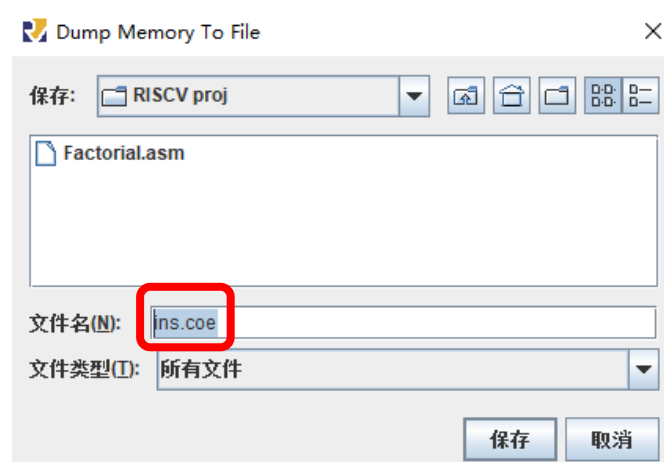 Dump Memory To File
保存: RISCV proj
Factorial.asm
文件名(N): ins.coe
文件类型(T): 所有文件
保存 取消